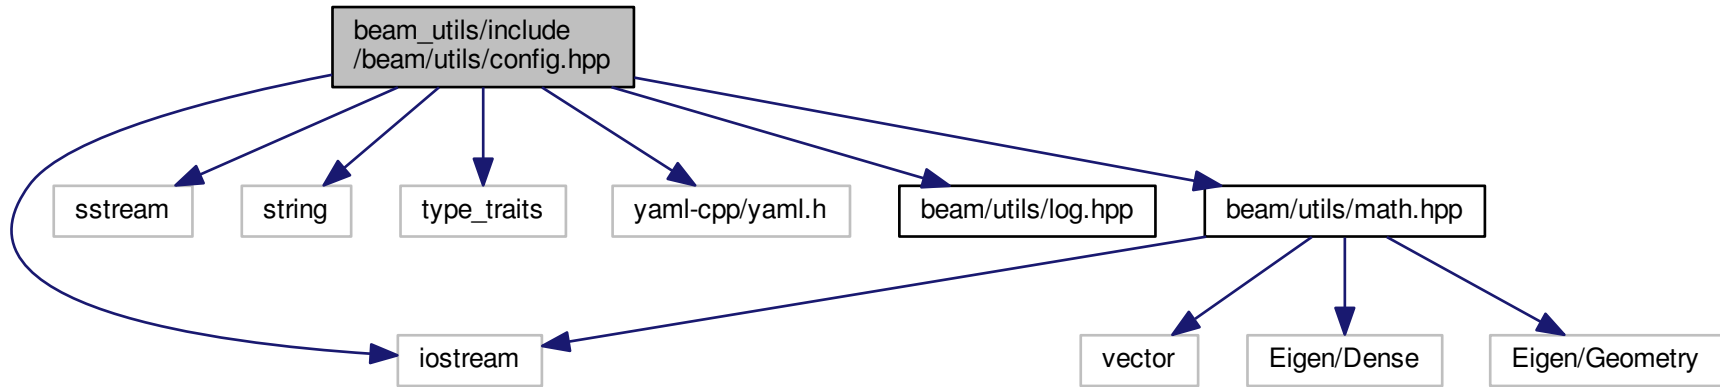 beam_utils/include
/beam/utils/config.hpp
sstream
string
type_traits
yaml-cpp/yaml.h
beam/utils/log.hpp
beam/utils/math.hpp
iostream
vector
Eigen/Dense
Eigen/Geometry